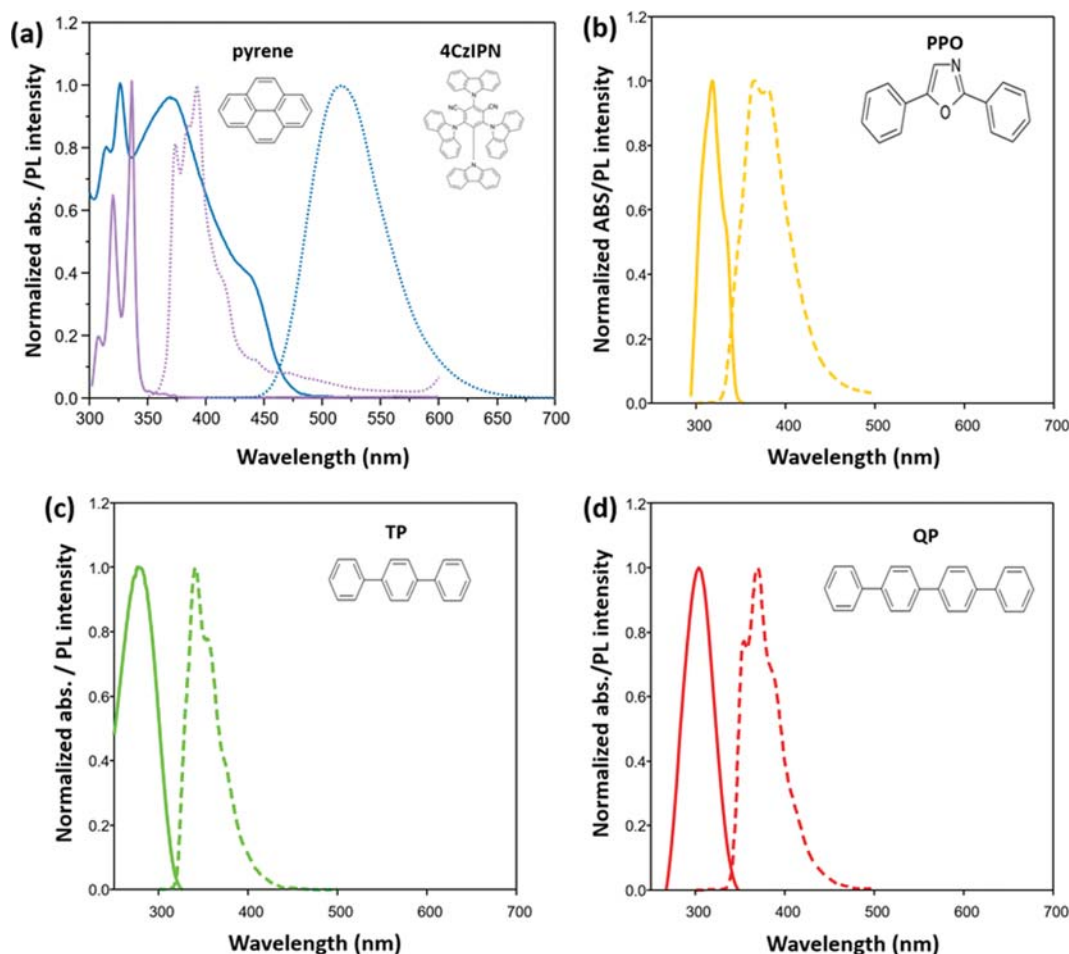 (a)
pyrene
4CzIPN
NC
CN
N
N
N
N
Normalized abs. /PL intensity
1.2
1.0
0.8
0.6
0.4
0.2
0.0
300 350 400 450 500 550 600 650 700
Wavelength (nm)
(b)
PPO
N
O
Normalized ABS/PL intensity
1.2
1.0
0.8
0.6
0.4
0.2
0.0
300 400 500 600 700
Wavelength (nm)
(c)
TP
Normalized abs. / PL intensity
1.2
1.0
0.8
0.6
0.4
0.2
0.0
300 400 500 600 700
Wavelength (nm)
(d)
QP
Normalized abs./PL intensity
1.2
1.0
0.8
0.6
0.4
0.2
0.0
300 400 500 600 700
Wavelength (nm)